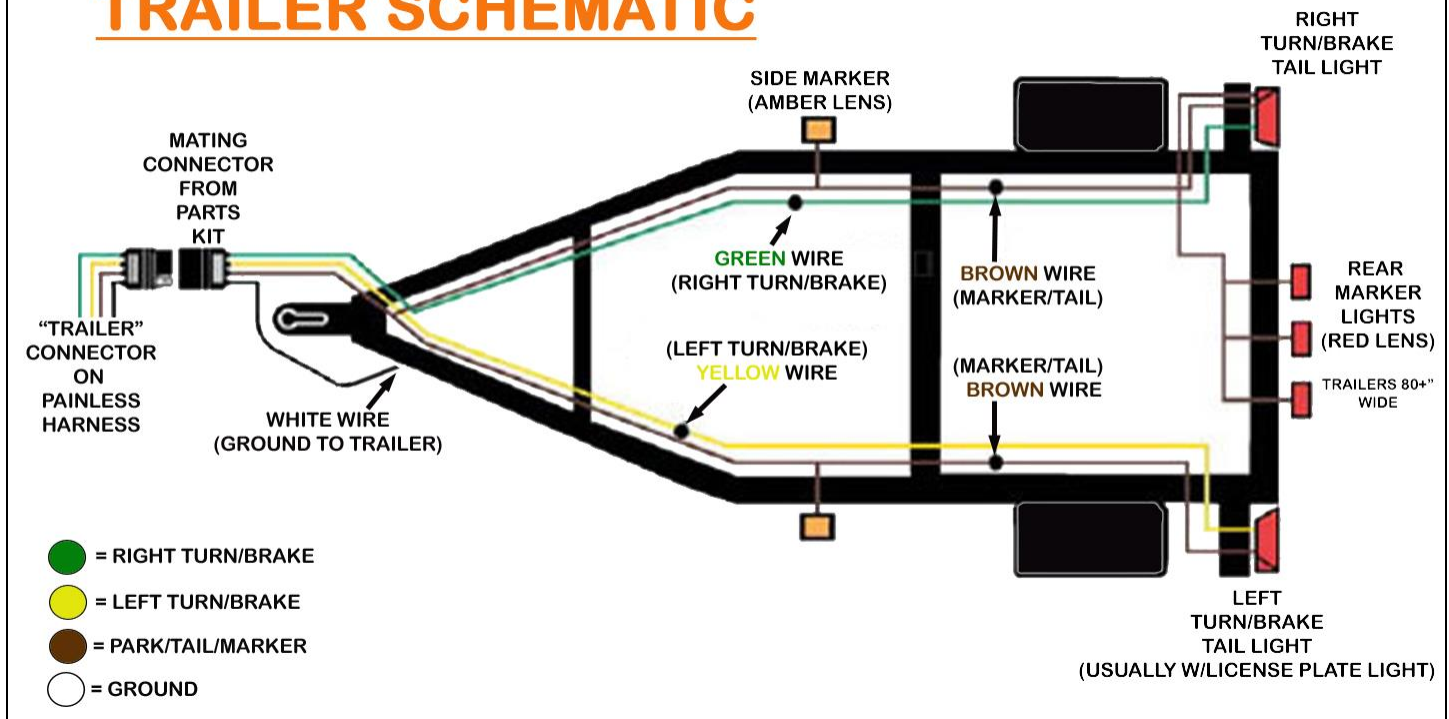 TRAILER SCHEMATIC
RIGHT
TURN/BRAKE
TAIL LIGHT
SIDE MARKER
(AMBER LENS)
MATING
CONNECTOR
FROM
PARTS
KIT
GREEN WIRE
(RIGHT TURN/BRAKE)
BROWN WIRE
(MARKER/TAIL)
REAR
MARKER
LIGHTS
(RED LENS)
TRAILERS 80+”
WIDE
“TRAILER”
CONNECTOR
ON
PAINLESS
HARNESS
(LEFT TURN/BRAKE)
YELLOW WIRE
(MARKER/TAIL)
BROWN WIRE
WHITE WIRE
(GROUND TO TRAILER)
= RIGHT TURN/BRAKE
= LEFT TURN/BRAKE
= PARK/TAIL/MARKER
= GROUND
LEFT
TURN/BRAKE
TAIL LIGHT
(USUALLY W/LICENSE PLATE LIGHT)